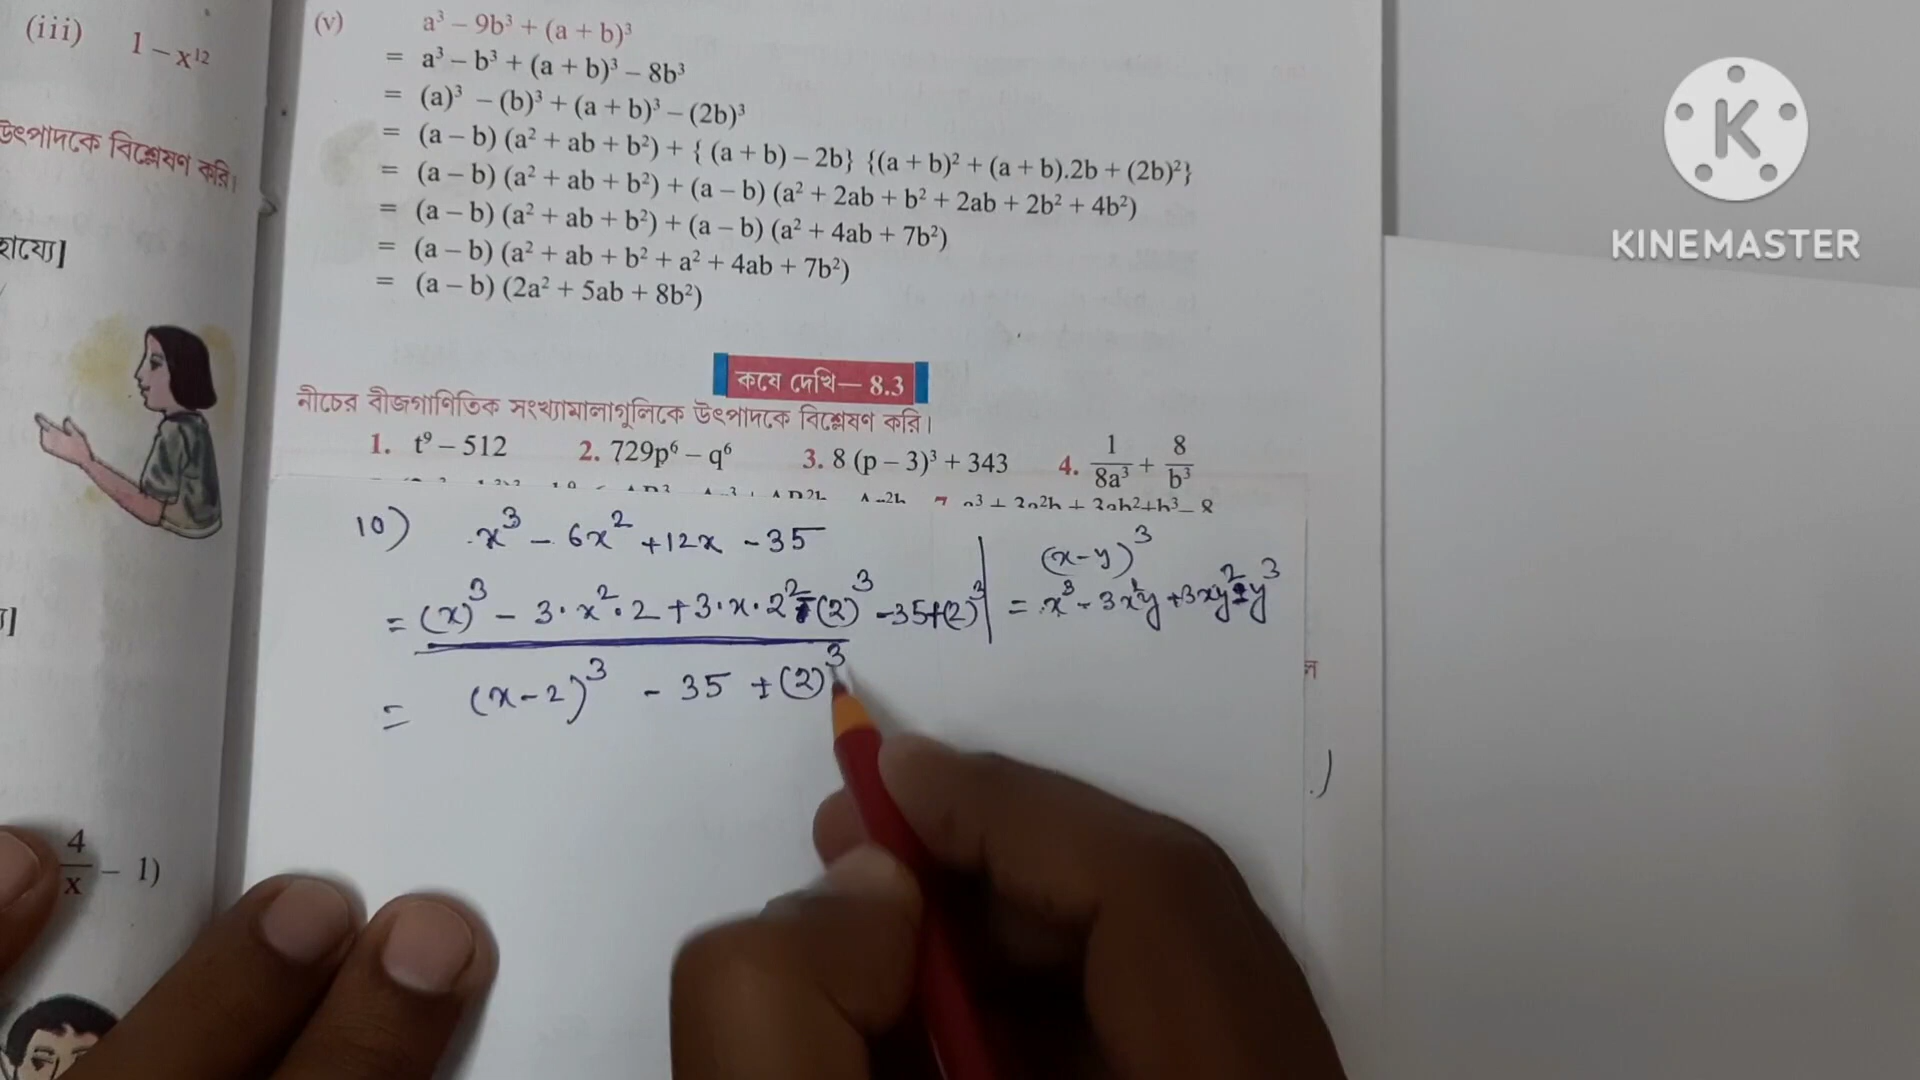 (iii) 1 – x¹²
উৎপাদকে বিশ্লেষণ করি।
(v) a³ – 9b³ + (a + b)³
= a³ – b³ + (a + b)³ – 8b³
= (a)³ – (b)³ + (a + b)³ – (2b)³
= (a – b) (a² + ab + b²) + { (a + b) – 2b} {(a + b)² + (a + b).2b + (2b)²}
= (a – b) (a² + ab + b²) + (a – b) (a² + 2ab + b² + 2ab + 2b² + 4b²)
= (a – b) (a² + ab + b²) + (a – b) (a² + 4ab + 7b²)
= (a – b) (a² + ab + b² + a² + 4ab + 7b²)
= (a – b) (2a² + 5ab + 8b²)
KINEMASTER
কষে দেখি— 8.3
নীচের বীজগাণিতিক সংখ্যামালাগুলিকে উৎপাদকে বিশ্লেষণ করি।
1. t⁹ – 512 2. 729p⁶ – q⁶ 3. 8 (p – 3)³ + 343 4. 1/8a³ + 8/b³
10) x³ – 6x² + 12x – 35
= (x)³ – 3·x²·2 + 3·x·2² – (2)³ – 35 + (2)³
= (x – 2)³ – 35 + (2)³
(x – y)³
= x³ – 3x²y + 3xy² – y³
4/x – 1)